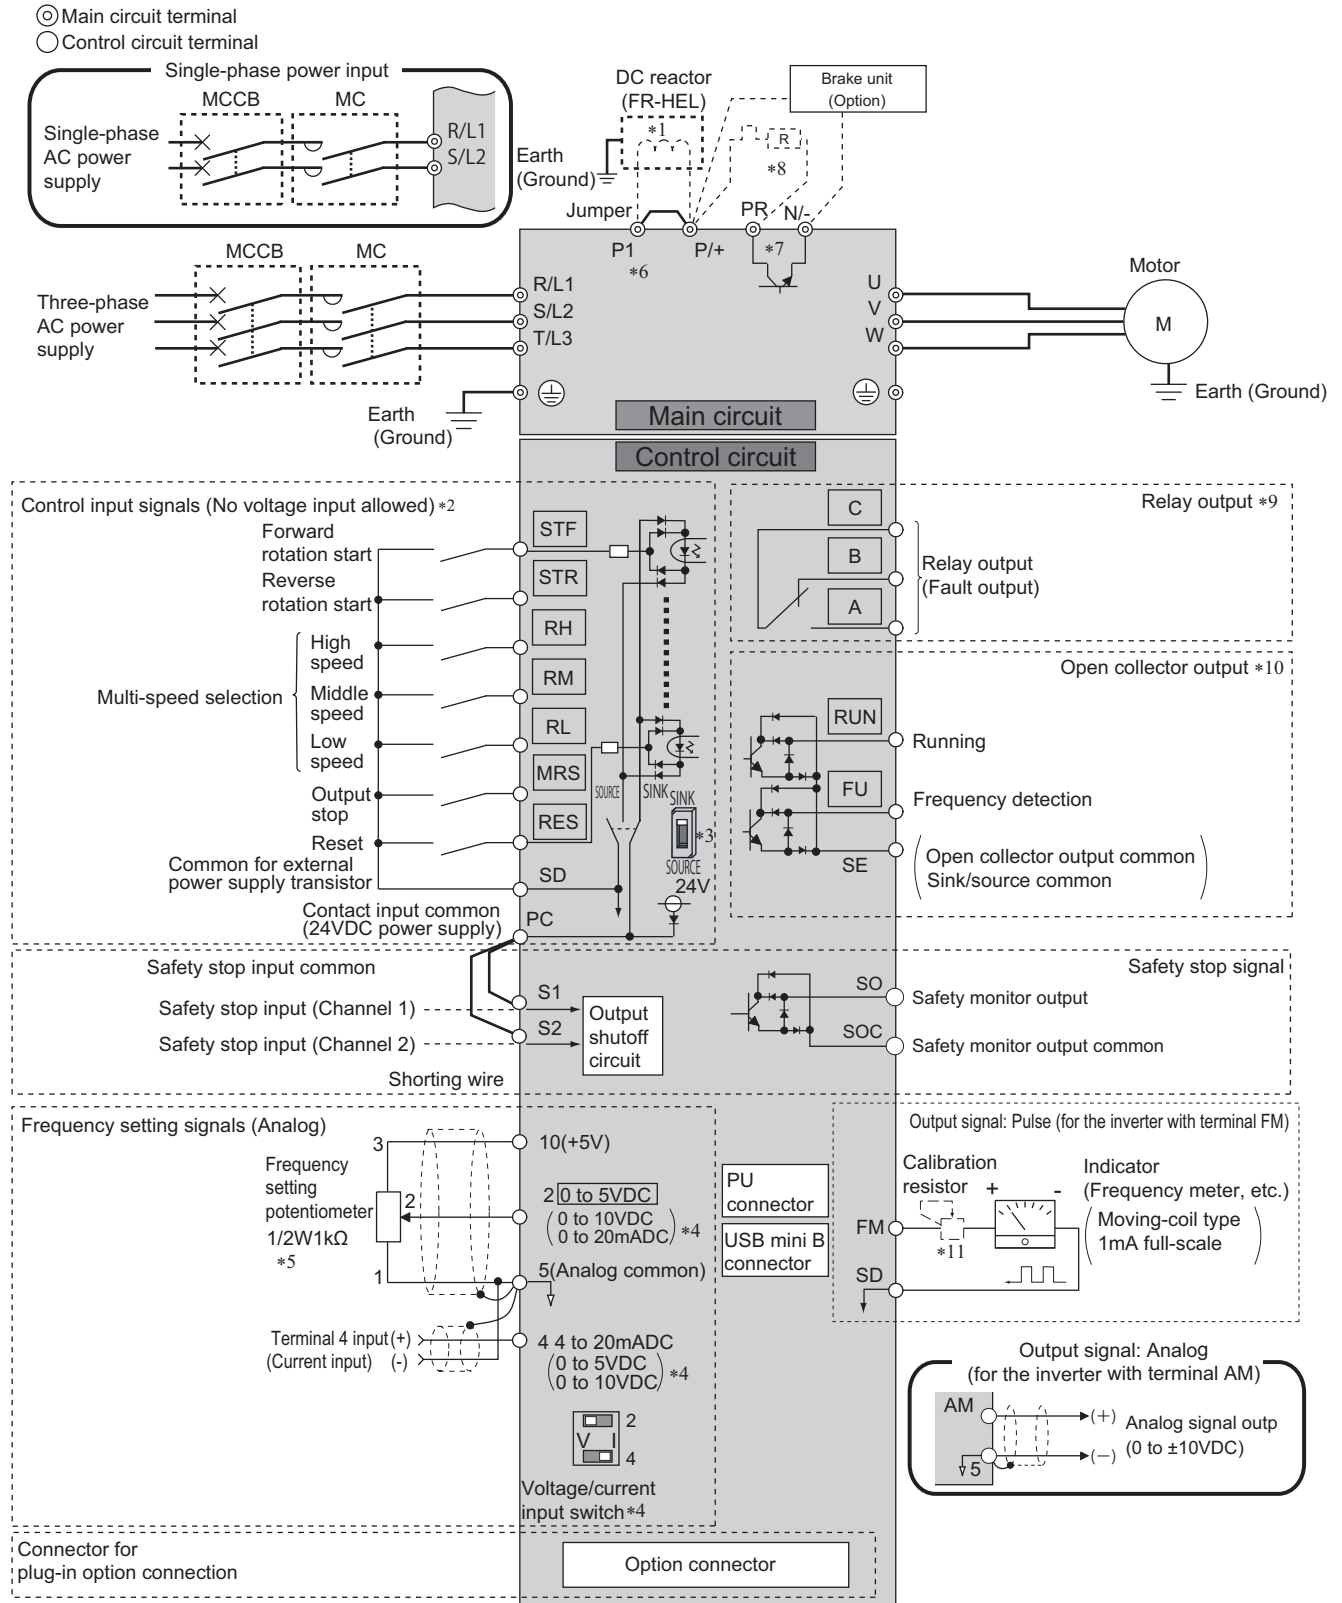 Main circuit terminal
Control circuit terminal
Single-phase power input
MCCB
MC
Single-phase
AC power
supply
R/L1
S/L2
DC reactor
(FR-HEL)
*1
Brake unit
(Option)
R
*8
Earth
(Ground)
Jumper
PR
N/-
P1
*6
P/+
*7
MCCB
MC
Three-phase
AC power
supply
R/L1
S/L2
T/L3
U
V
W
Motor
M
Earth (Ground)
Earth
(Ground)
Main circuit
Control circuit
Control input signals (No voltage input allowed) *2
Forward
rotation start
Reverse
rotation start
Multi-speed selection
High
speed
Middle
speed
Low
speed
Output
stop
Reset
Common for external
power supply transistor
Contact input common
(24VDC power supply)
STF
STR
RH
RM
RL
MRS
RES
SD
PC
SOURCE
SINK
SINK
*3
SOURCE
24V
Relay output *9
C
B
A
Relay output
(Fault output)
Open collector output *10
RUN
Running
FU
Frequency detection
SE
Open collector output common
Sink/source common
Safety stop input common
Safety stop input (Channel 1)
Safety stop input (Channel 2)
Shorting wire
S1
S2
Output
shutoff
circuit
Safety stop signal
SO
Safety monitor output
SOC
Safety monitor output common
Frequency setting signals (Analog)
Frequency
setting
potentiometer
1/2W1kΩ
*5
3
2
1
10(+5V)
2 0 to 5VDC
(0 to 10VDC
0 to 20mADC) *4
5(Analog common)
Terminal 4 input (+)
(Current input) (-)
4 4 to 20mADC
(0 to 5VDC
0 to 10VDC) *4
2
V I
4
Voltage/current
input switch*4
PU
connector
USB mini B
connector
Output signal: Pulse (for the inverter with terminal FM)
Calibration
resistor
+
-
Indicator
(Frequency meter, etc.)
(Moving-coil type
1mA full-scale)
FM
*11
SD
Output signal: Analog
(for the inverter with terminal AM)
AM
(+)
Analog signal outp
(0 to ±10VDC)
(−)
5
Connector for
plug-in option connection
Option connector